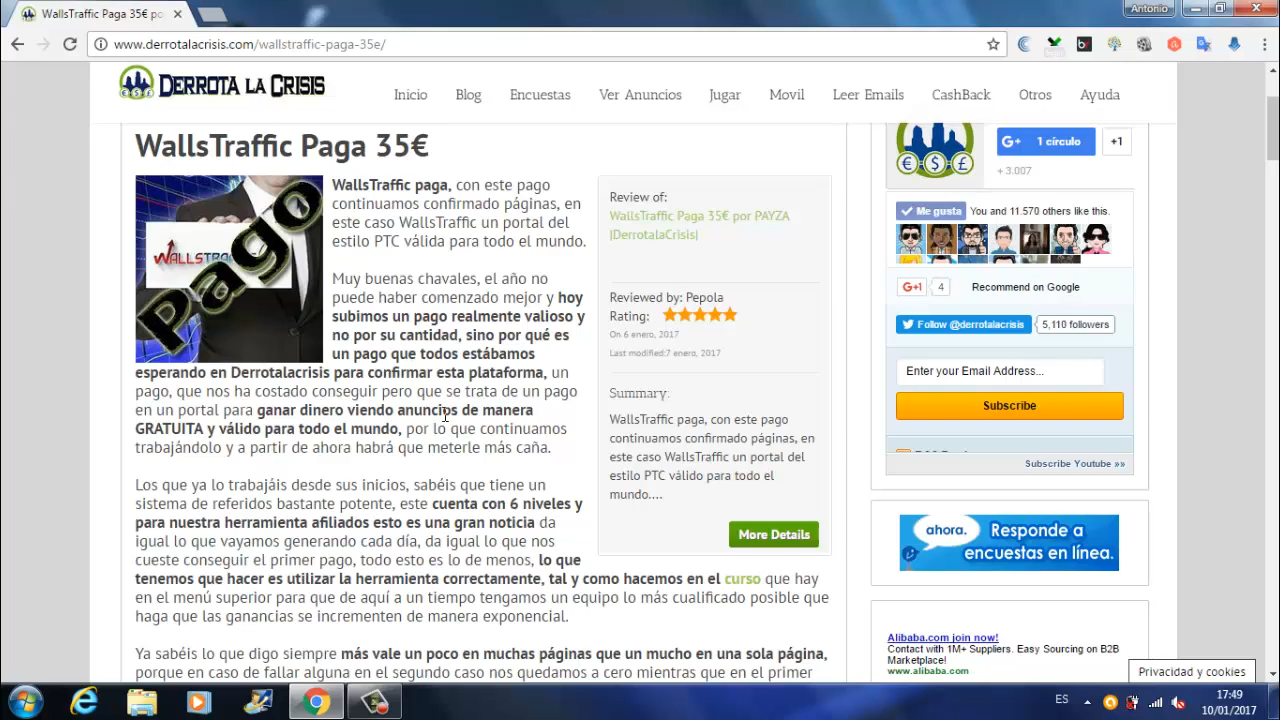 WallsTraffic Paga 35€ po
Antonio
www.derrotalacrisis.com/wallstraffic-paga-35e/
DERROTA LA CRISIS
Inicio Blog Encuestas Ver Anuncios Jugar Movil Leer Emails CashBack Otros Ayuda
WallsTraffic Paga 35€
WALLSTRA
Pago
WallsTraffic paga, con este pago
continuamos confirmado páginas, en
este caso WallsTraffic un portal del
estilo PTC válida para todo el mundo.
Muy buenas chavales, el año no
puede haber comenzado mejor y hoy
subimos un pago realmente valioso y
no por su cantidad, sino por qué es
un pago que todos estábamos
esperando en Derrotalacrisis para confirmar esta plataforma, un
pago, que nos ha costado conseguir pero que se trata de un pago
en un portal para ganar dinero viendo anuncios de manera
GRATUITA y válido para todo el mundo, por lo que continuamos
trabajándolo y a partir de ahora habrá que meterle más caña.
Los que ya lo trabajáis desde sus inicios, sabéis que tiene un
sistema de referidos bastante potente, este cuenta con 6 niveles y
para nuestra herramienta afiliados esto es una gran noticia da
igual lo que vayamos generando al día, da igual lo que nos
cueste conseguir el primer pago, todo esto es lo de menos, lo que
tenemos que hacer es utilizar la herramienta correctamente, tal y como hacemos en el curso que hay
en el menú superior para que de aquí a un tiempo tengamos un equipo lo más cualificado posible que
haga que las ganancias se incrementen de manera exponencial.
Ya sabéis lo que digo siempre más vale un poco en muchas páginas que un mucho en una sola página,
porque en caso de fallar alguna en el segundo caso nos quedamos a cero mientras que en el primer
Review of:
WallsTraffic Paga 35€ por PAYZA
|DerrotalaCrisis|
Reviewed by: Pepola
Rating:
On 6 enero, 2017
Last modified:7 enero, 2017
Summary:
WallsTraffic paga, con este pago
continuamos confirmado páginas, en
este caso WallsTraffic un portal del
estilo PTC válido para todo el
mundo....
More Details
€ $ £
G+ 1 círculo +1
+ 3.007
Me gusta You and 11.570 others like this.
G+1 4 Recommend on Google
Follow @derrotalacrisis 5,110 followers
Enter your Email Address...
Subscribe
Subscribe Youtube »»
ahora. Responde a
encuestas en línea.
Alibaba.com join now!
Contact with 1M+ Suppliers. Easy Sourcing on B2B
Marketplace!
www.alibaba.com
Privacidad y cookies
ES
17:49
10/01/2017